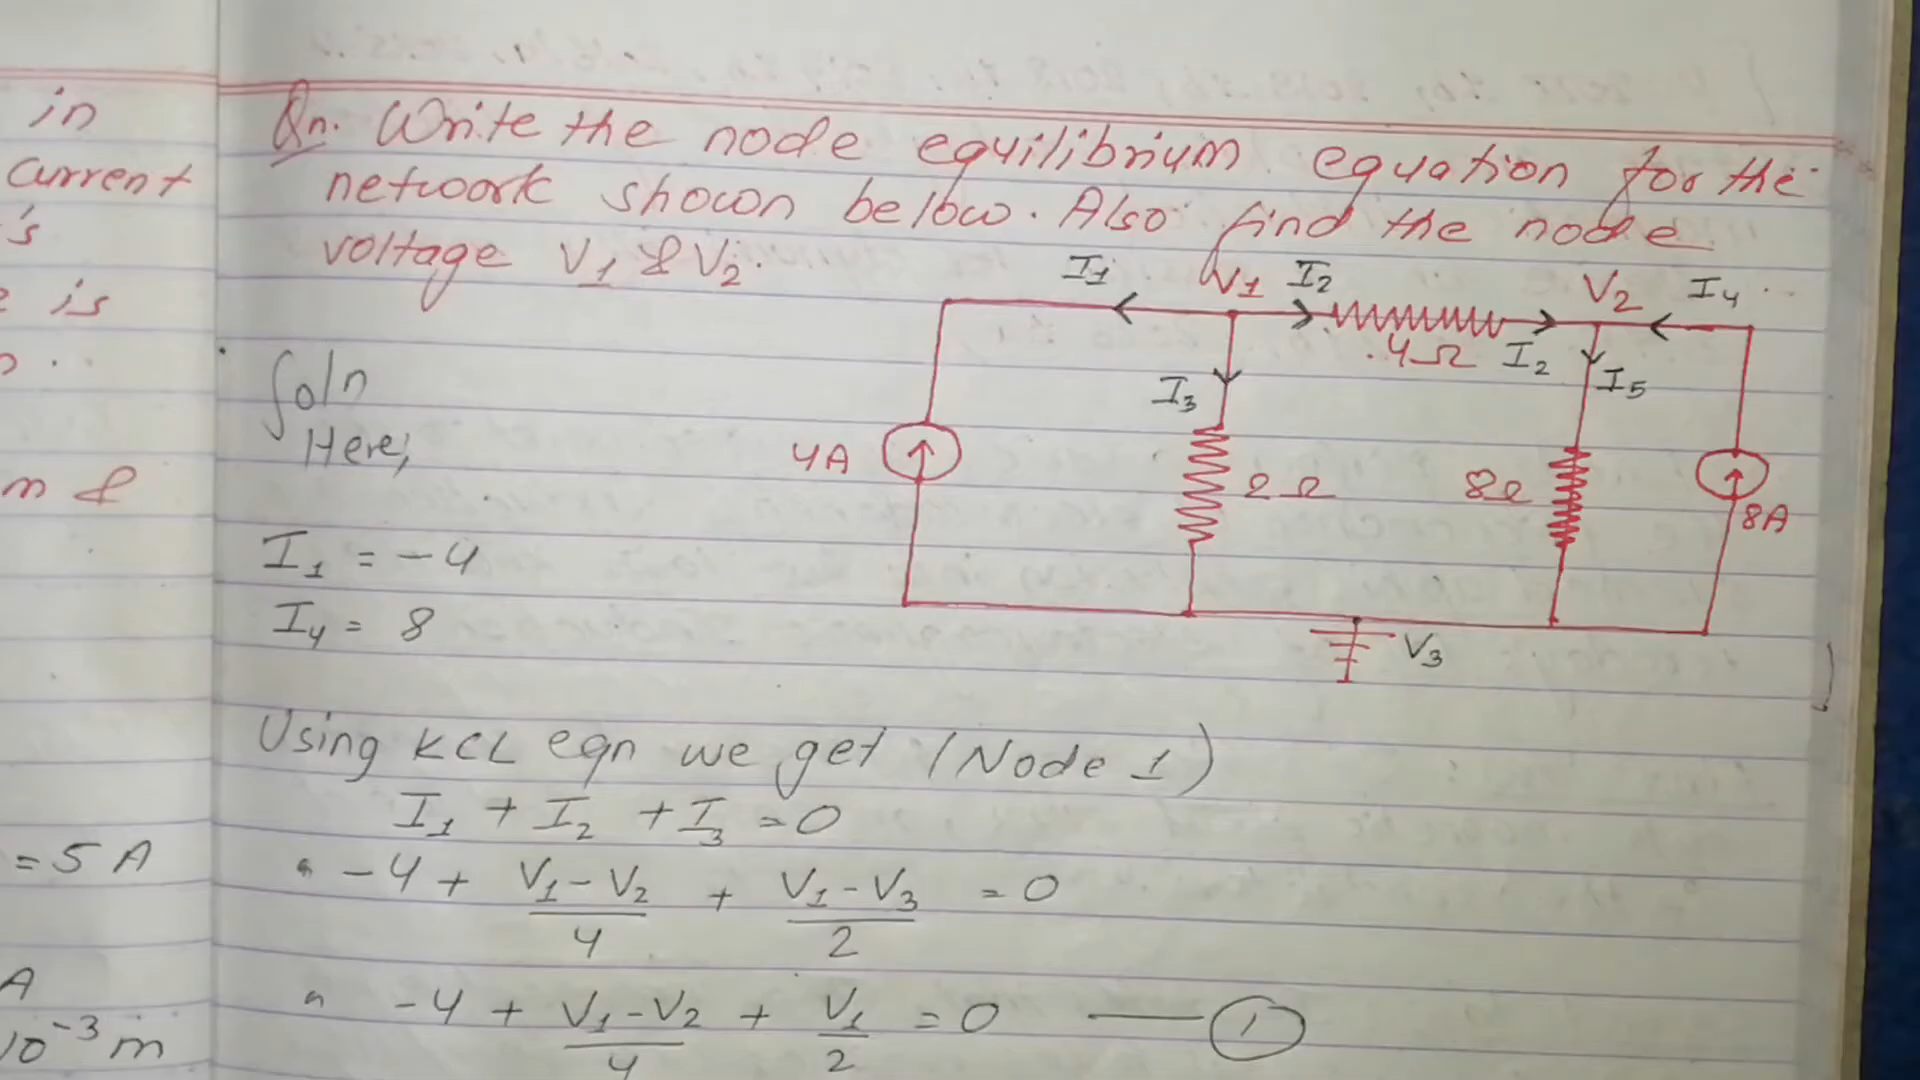 in
current
's
is
n &
= 5 A
A
10⁻³ m
Qn. Write the node equilibrium equation for the
network shown below. Also find the node
voltage V1 & V2.
I1 V1 I2 V2 I4
4Ω I2 I5
I3
4A 2Ω 8Ω 8A
V3
Soln
Here,
I1 = -4
I4 = 8
Using KCL eqn we get (Node 1)
I1 + I2 + I3 = 0
-4 + (V1 - V2)/4 + (V1 - V3)/2 = 0
-4 + (V1 - V2)/4 + V1/2 = 0 —— 1